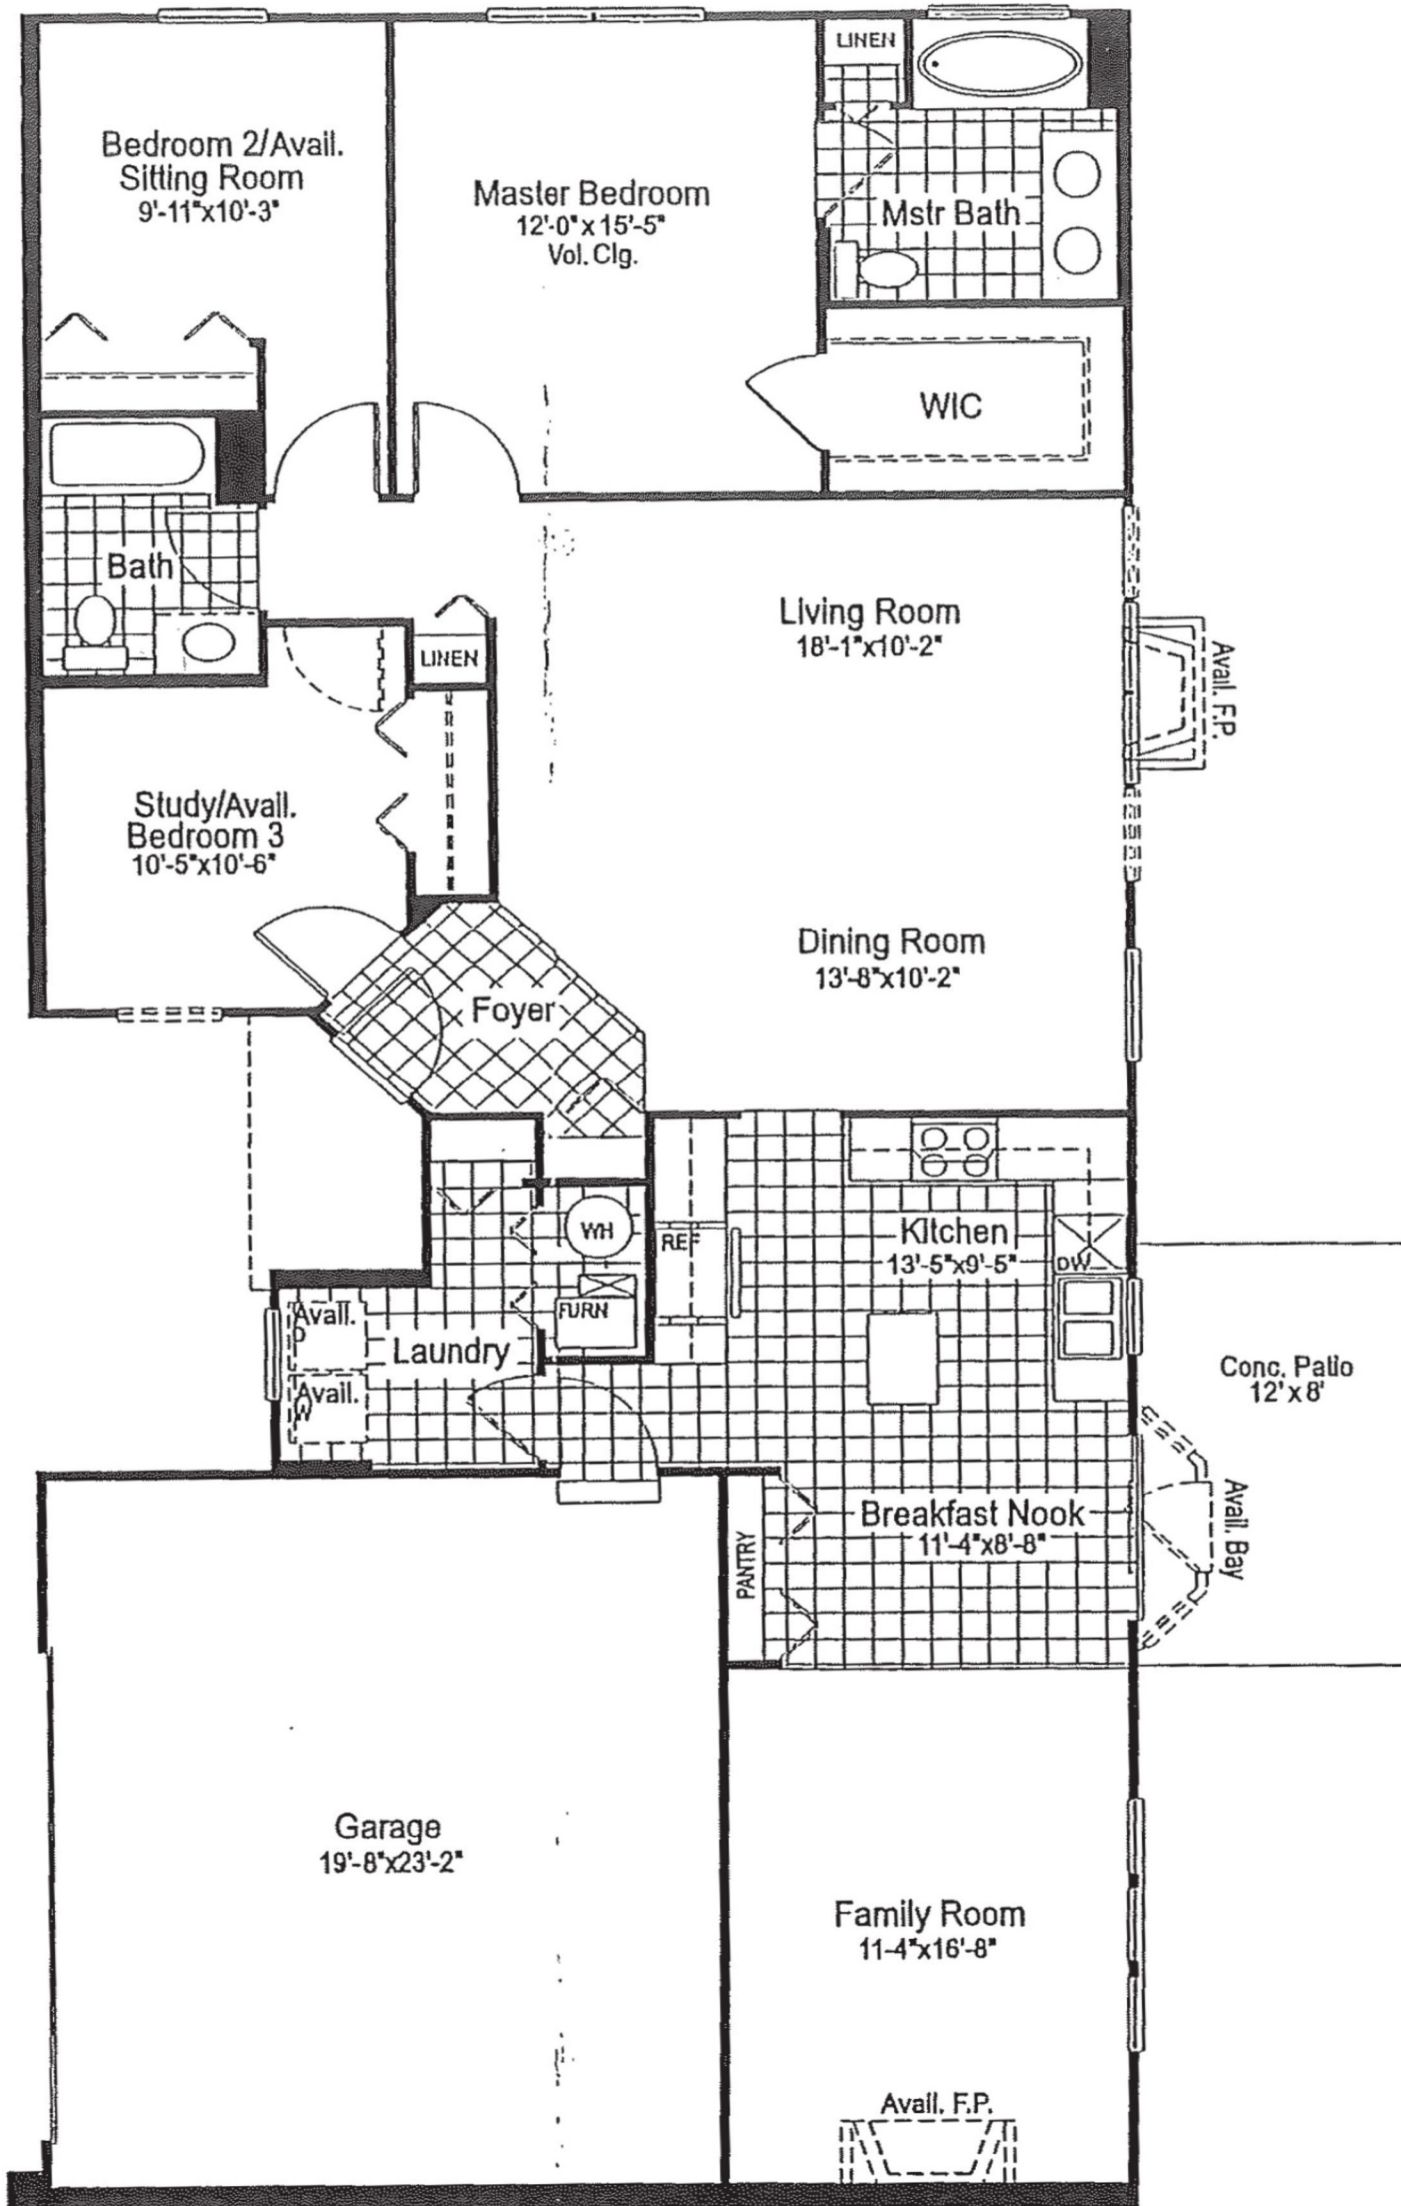 LINEN
Bedroom 2/Avail.
Sitting Room
9'-11"x10'-3"
Master Bedroom
12'-0" x 15'-5"
Vol. Clg.
Mstr Bath
WIC
Bath
LINEN
Living Room
18'-1"x10'-2"
Avail. F.P.
Study/Avail.
Bedroom 3
10'-5"x10'-6"
Dining Room
13'-8"x10'-2"
Foyer
WH
REF
Kitchen
13'-5"x9'-5"
DW
FURN
Avail.
D
Laundry
Avail.
W
Conc. Patio
12' x 8'
Breakfast Nook
11'-4"x8'-8"
PANTRY
Avail. Bay
Garage
19'-8"x23'-2"
Family Room
11-4"x16'-8"
Avail. F.P.